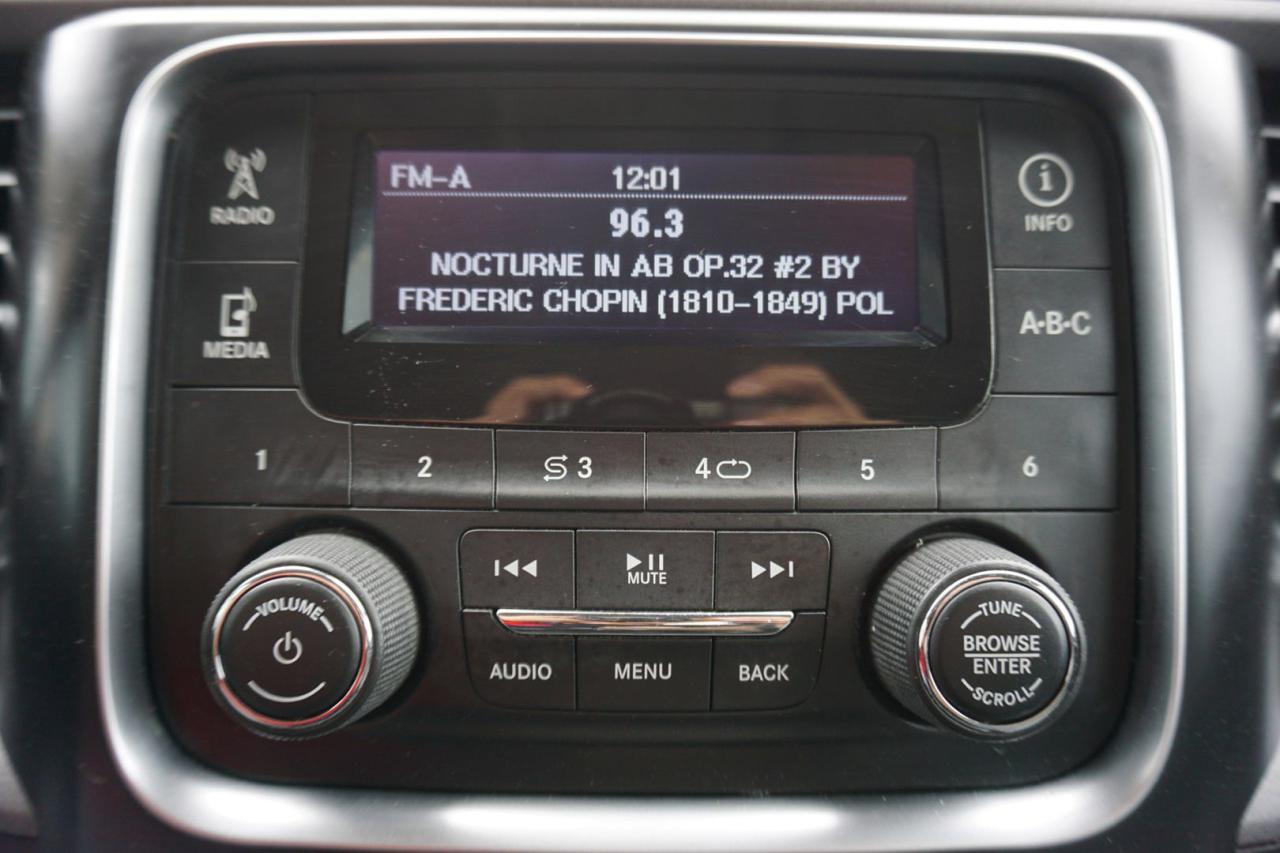 FM-A 12:01
96.3
NOCTURNE IN AB OP.32 #2 BY
FREDERIC CHOPIN (1810-1849) POL
RADIO
INFO
MEDIA
A·B·C
1 2 3 4 5 6
MUTE
AUDIO MENU BACK
VOLUME
TUNE
BROWSE
ENTER
SCROLL